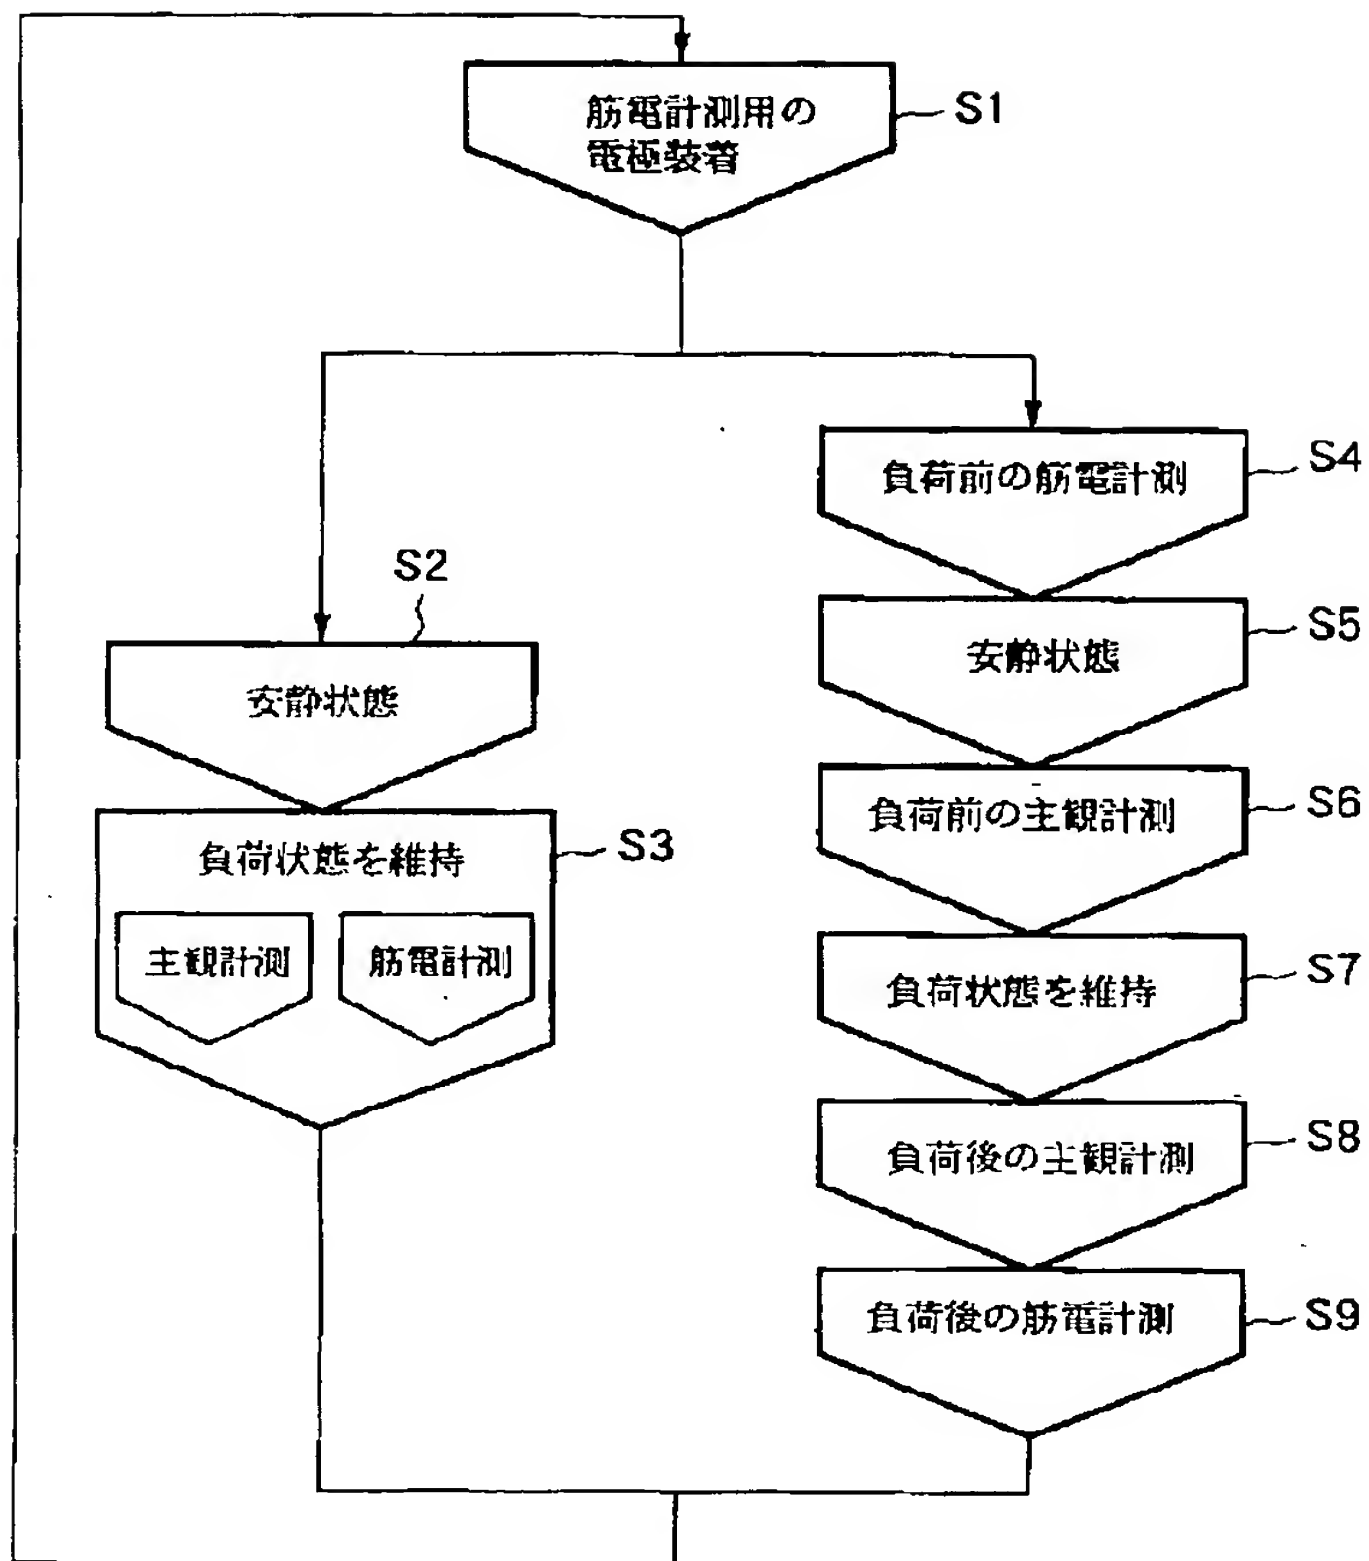 筋電計測用の
電極装着
S1
S2
安静状態
負荷状態を維持
S3
主観計測
筋電計測
負荷前の筋電計測
S4
安静状態
S5
負荷前の主観計測
S6
負荷状態を維持
S7
負荷後の主観計測
S8
負荷後の筋電計測
S9